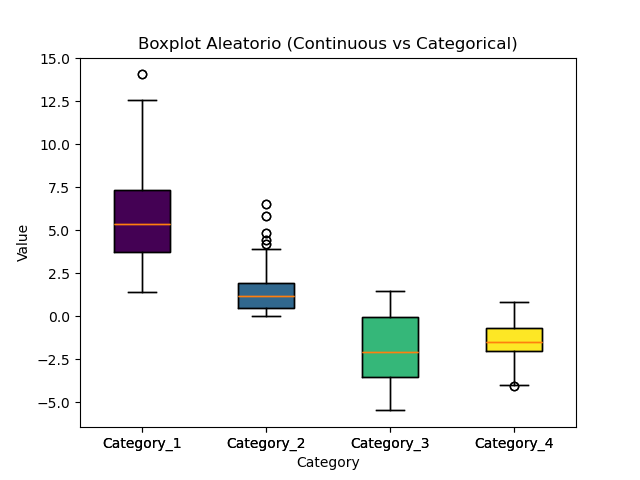 Boxplot Aleatorio (Continuous vs Categorical)
15.0
12.5
10.0
7.5
5.0
2.5
0.0
−2.5
−5.0
Value
Category_1 Category_2 Category_3 Category_4
Category